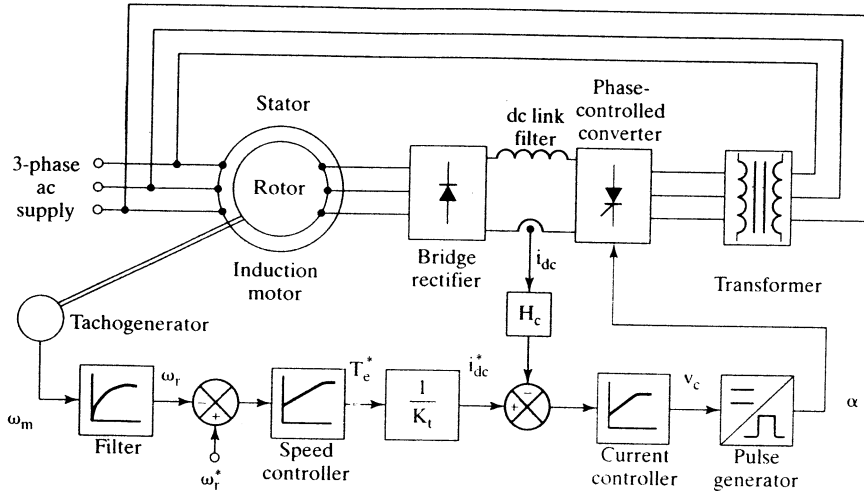 Stator
Phase-
controlled
converter
dc link
filter
3-phase
ac
supply
Rotor
Induction
motor
Bridge
rectifier
i_dc
Transformer
Tachogenerator
H_c
ω_m
Filter
ω_r
-
+
ω_r*
Speed
controller
T_e*
1
K_t
i_dc*
+
-
Current
controller
v_c
Pulse
generator
α